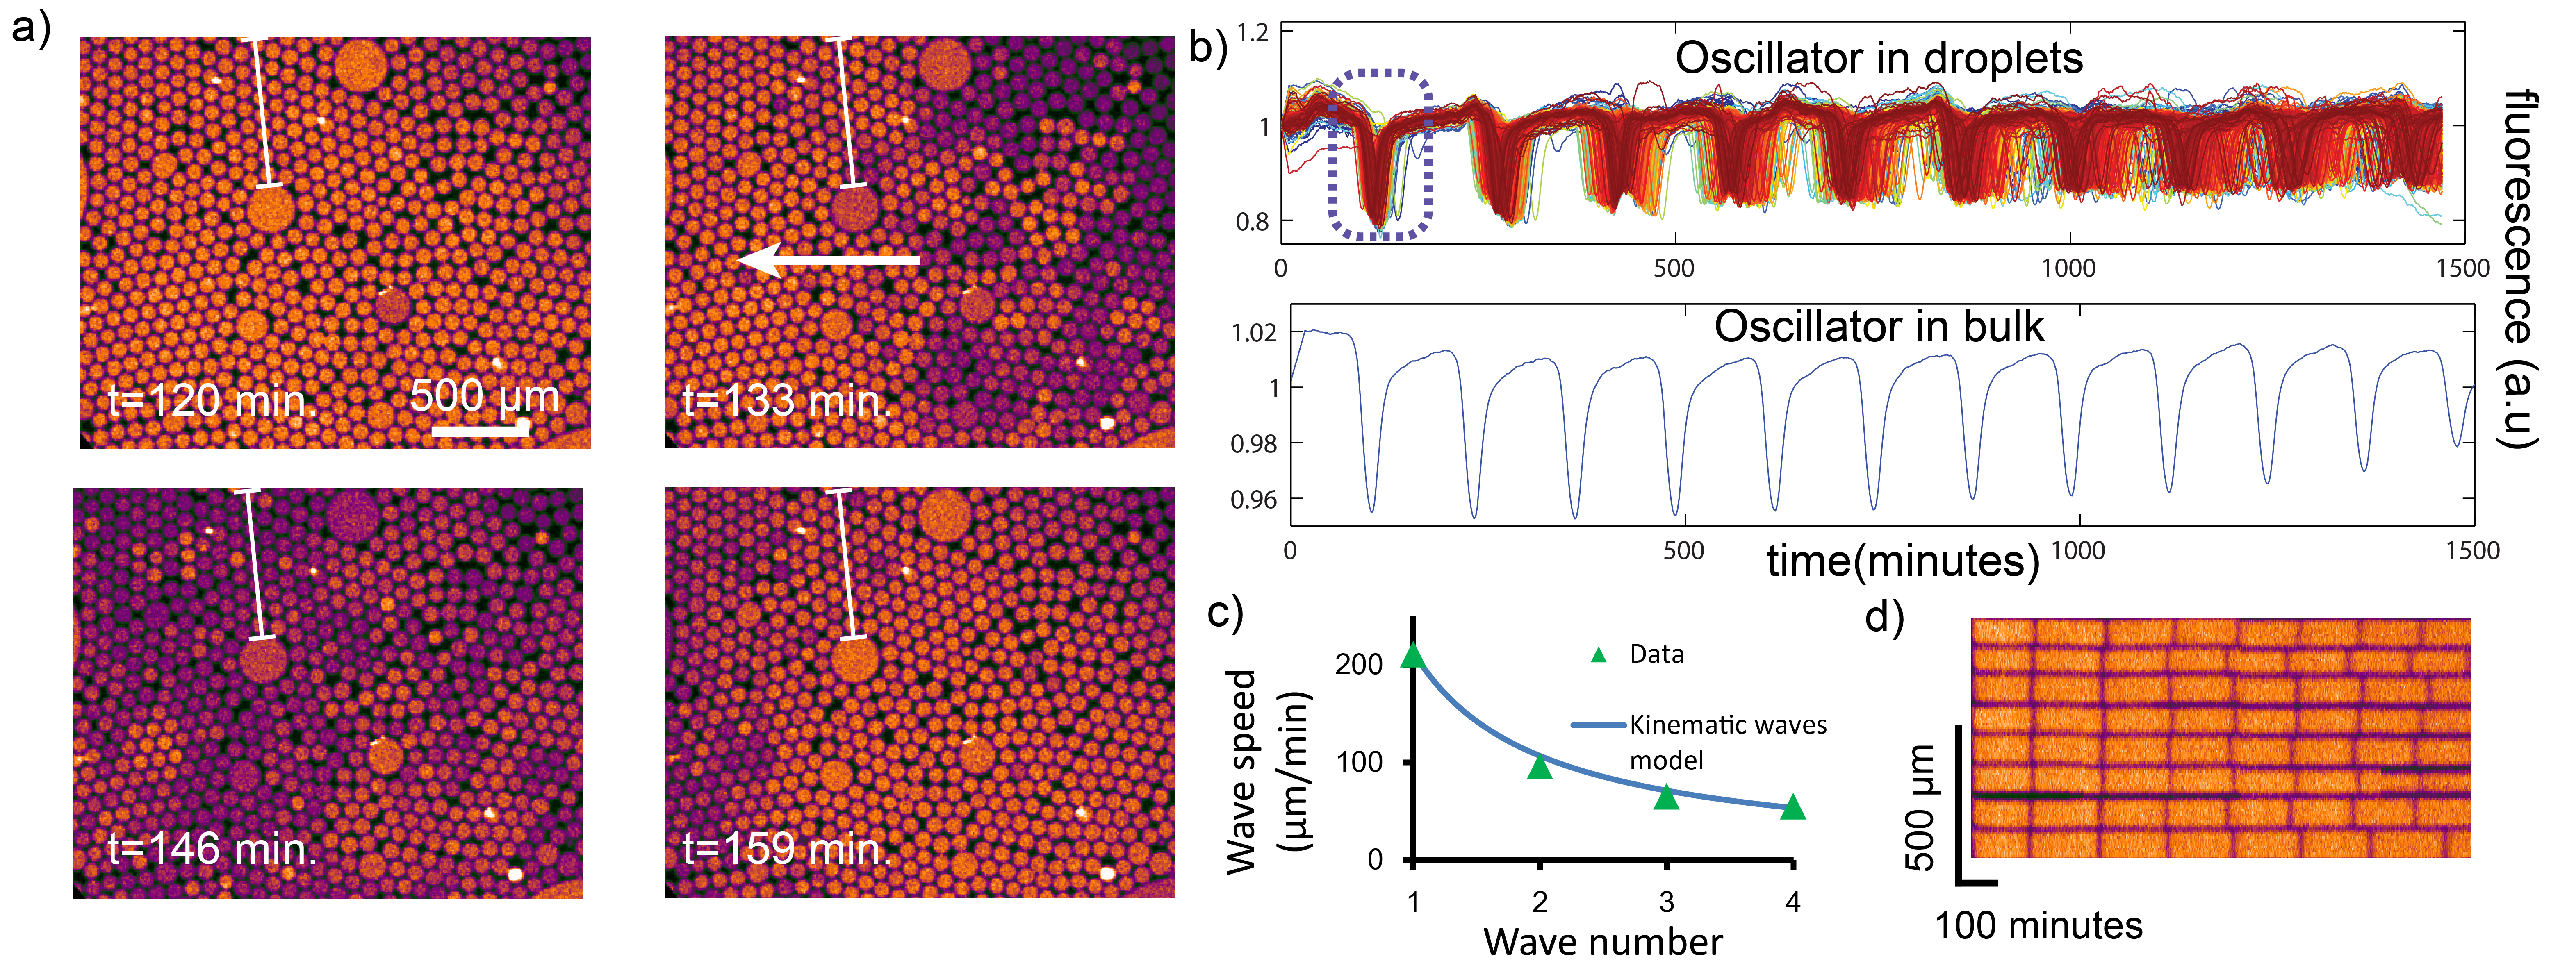 a)
t=120 min.
500 µm
t=133 min.
t=146 min.
t=159 min.
b)
Oscillator in droplets
1.2
1
0.8
0
500
1000
1500
Oscillator in bulk
1.02
1
0.98
0.96
0
500
1000
1500
time(minutes)
fluorescence (a.u)
c)
Wave speed
(µm/min)
200
100
0
1
2
3
4
Wave number
Data
Kinematic waves
model
d)
500 µm
100 minutes